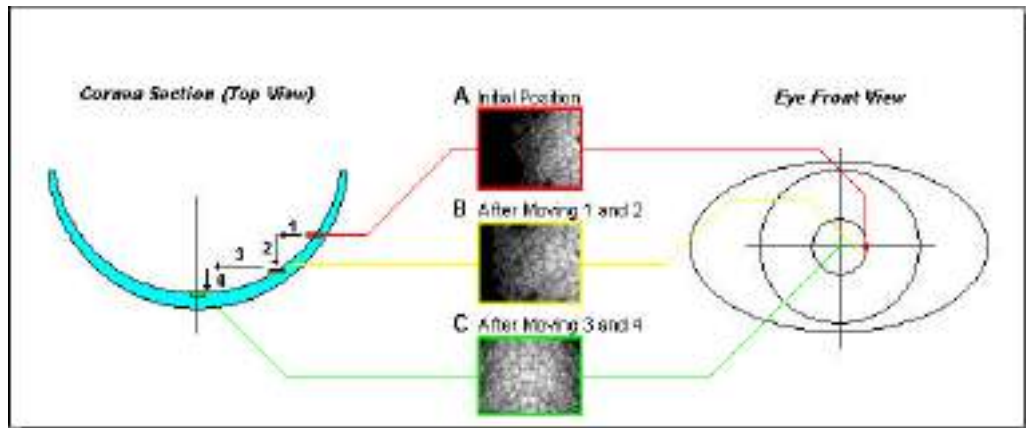 Cornea Section (Top View)
A Initial Position
Eye Front View
B After Moving 1 and 2
1
2
3
4
C After Moving 3 and 4